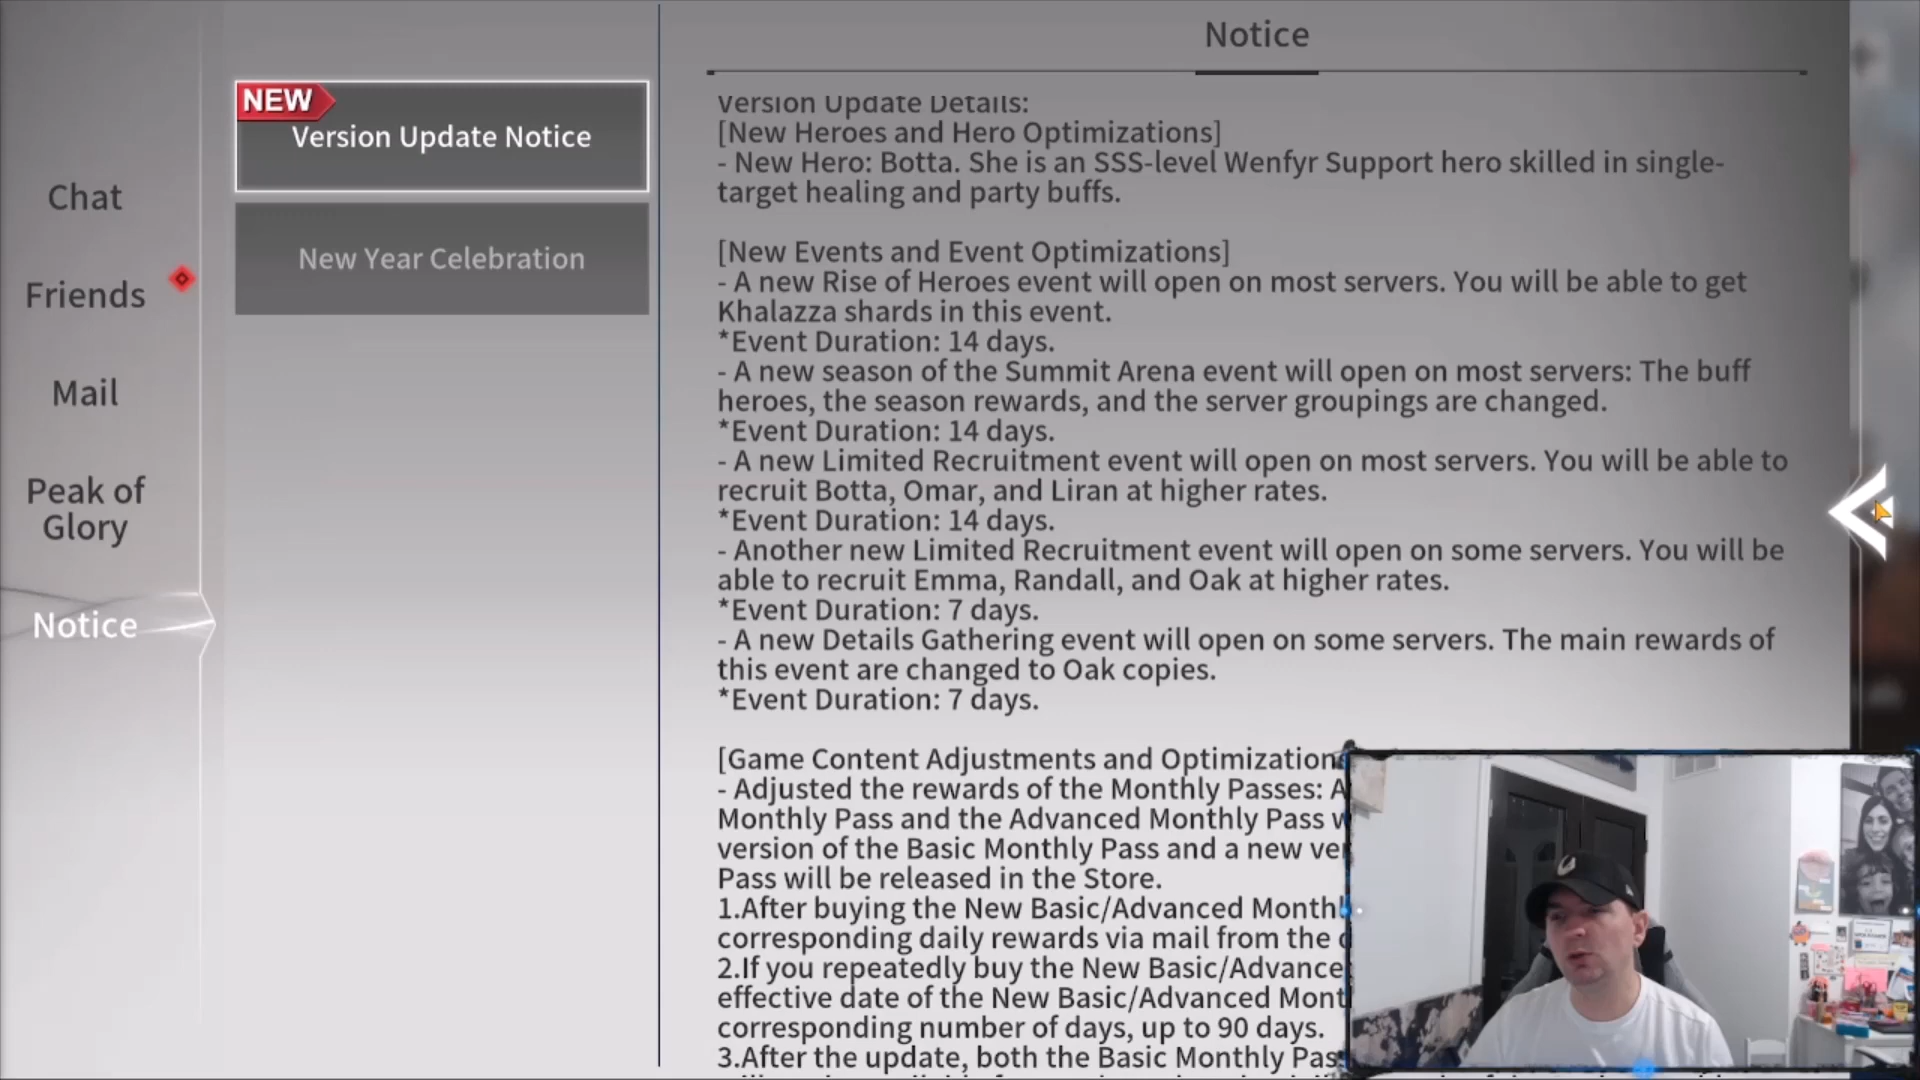 Notice
NEW
Version Update Notice
New Year Celebration
Chat
Friends
Mail
Peak of
Glory
Notice
Version Update Details:
[New Heroes and Hero Optimizations]
- New Hero: Botta. She is an SSS-level Wenfyr Support hero skilled in single-
target healing and party buffs.
[New Events and Event Optimizations]
- A new Rise of Heroes event will open on most servers. You will be able to get
Khalazza shards in this event.
*Event Duration: 14 days.
- A new season of the Summit Arena event will open on most servers: The buff
heroes, the season rewards, and the server groupings are changed.
*Event Duration: 14 days.
- A new Limited Recruitment event will open on most servers. You will be able to
recruit Botta, Omar, and Liran at higher rates.
*Event Duration: 14 days.
- Another new Limited Recruitment event will open on some servers. You will be
able to recruit Emma, Randall, and Oak at higher rates.
*Event Duration: 7 days.
- A new Details Gathering event will open on some servers. The main rewards of
this event are changed to Oak copies.
*Event Duration: 7 days.
[Game Content Adjustments and Optimization
- Adjusted the rewards of the Monthly Passes:
Monthly Pass and the Advanced Monthly Pass
version of the Basic Monthly Pass and a new
Pass will be released in the Store.
1.After buying the New Basic/Advanced
corresponding daily rewards via mail from the
2.If you repeatedly buy the New
effective date of the New Basic/Advanced
corresponding number of days, up to 90 days.
3.After the update, both the Basic Monthly